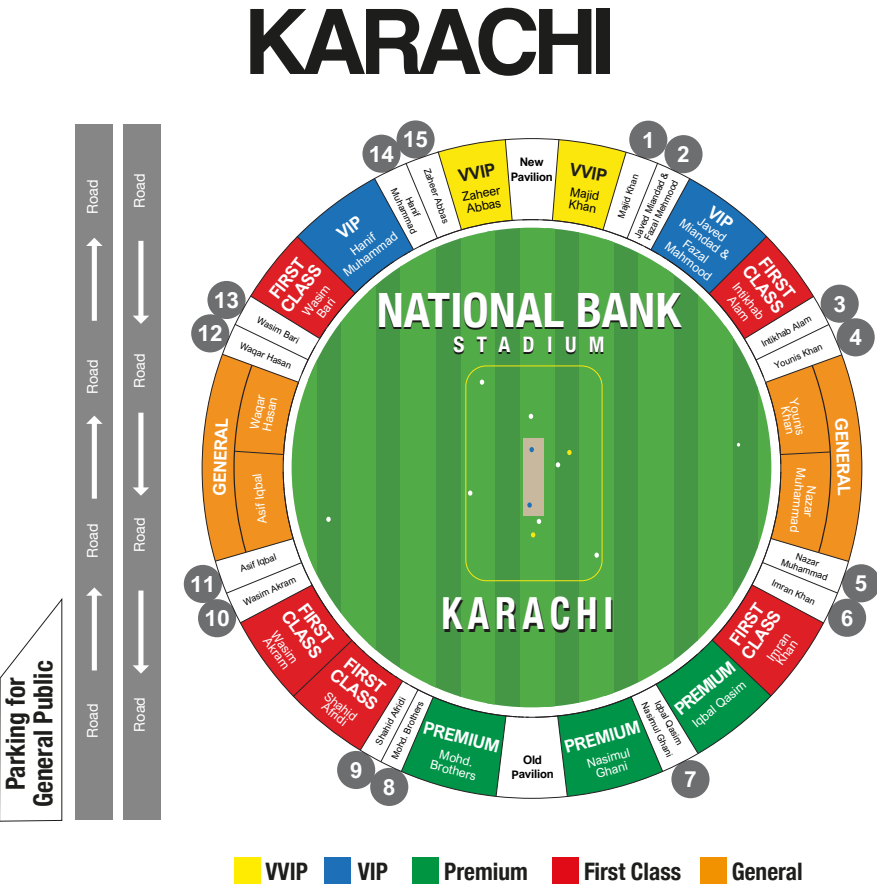 KARACHI
15
14
1
2
Zaheer Abbas
Hanif
Muhammad
VVIP
Zaheer
Abbas
New
Pavilion
VVIP
Majid
Khan
Majid Khan
Javed Miandad &
Fazal Mehmood
VIP
Hanif
Muhammad
VIP
Javed
Miandad &
Fazal
Mahmood
FIRST
CLASS
Wasim
Bari
FIRST
CLASS
Intikhab
Alam
13
12
Wasim Bari
Waqar Hasan
3
4
Intikhab Alam
Younis Khan
NATIONAL BANK
STADIUM
GENERAL
Waqar
Hasan
Asif Iqbal
GENERAL
Younis
Khan
Nazar
Muhammad
Asif Iqbal
Wasim Akram
11
10
Nazar
Muhammad
Imran Khan
5
6
KARACHI
FIRST
CLASS
Wasim
Akram
FIRST
CLASS
Shahid
Afridi
FIRST
CLASS
Imran
Khan
PREMIUM
Iqbal Qasim
Shahid Afridi
Mohd. Brothers
9
8
PREMIUM
Mohd.
Brothers
Old
Pavilion
PREMIUM
Nasimul
Ghani
Iqbal Qasim
Nasimul Ghani
7
Road
Road
Road
Road
Road
Road
Road
Road
Parking for
General Public
VVIP VIP Premium First Class General